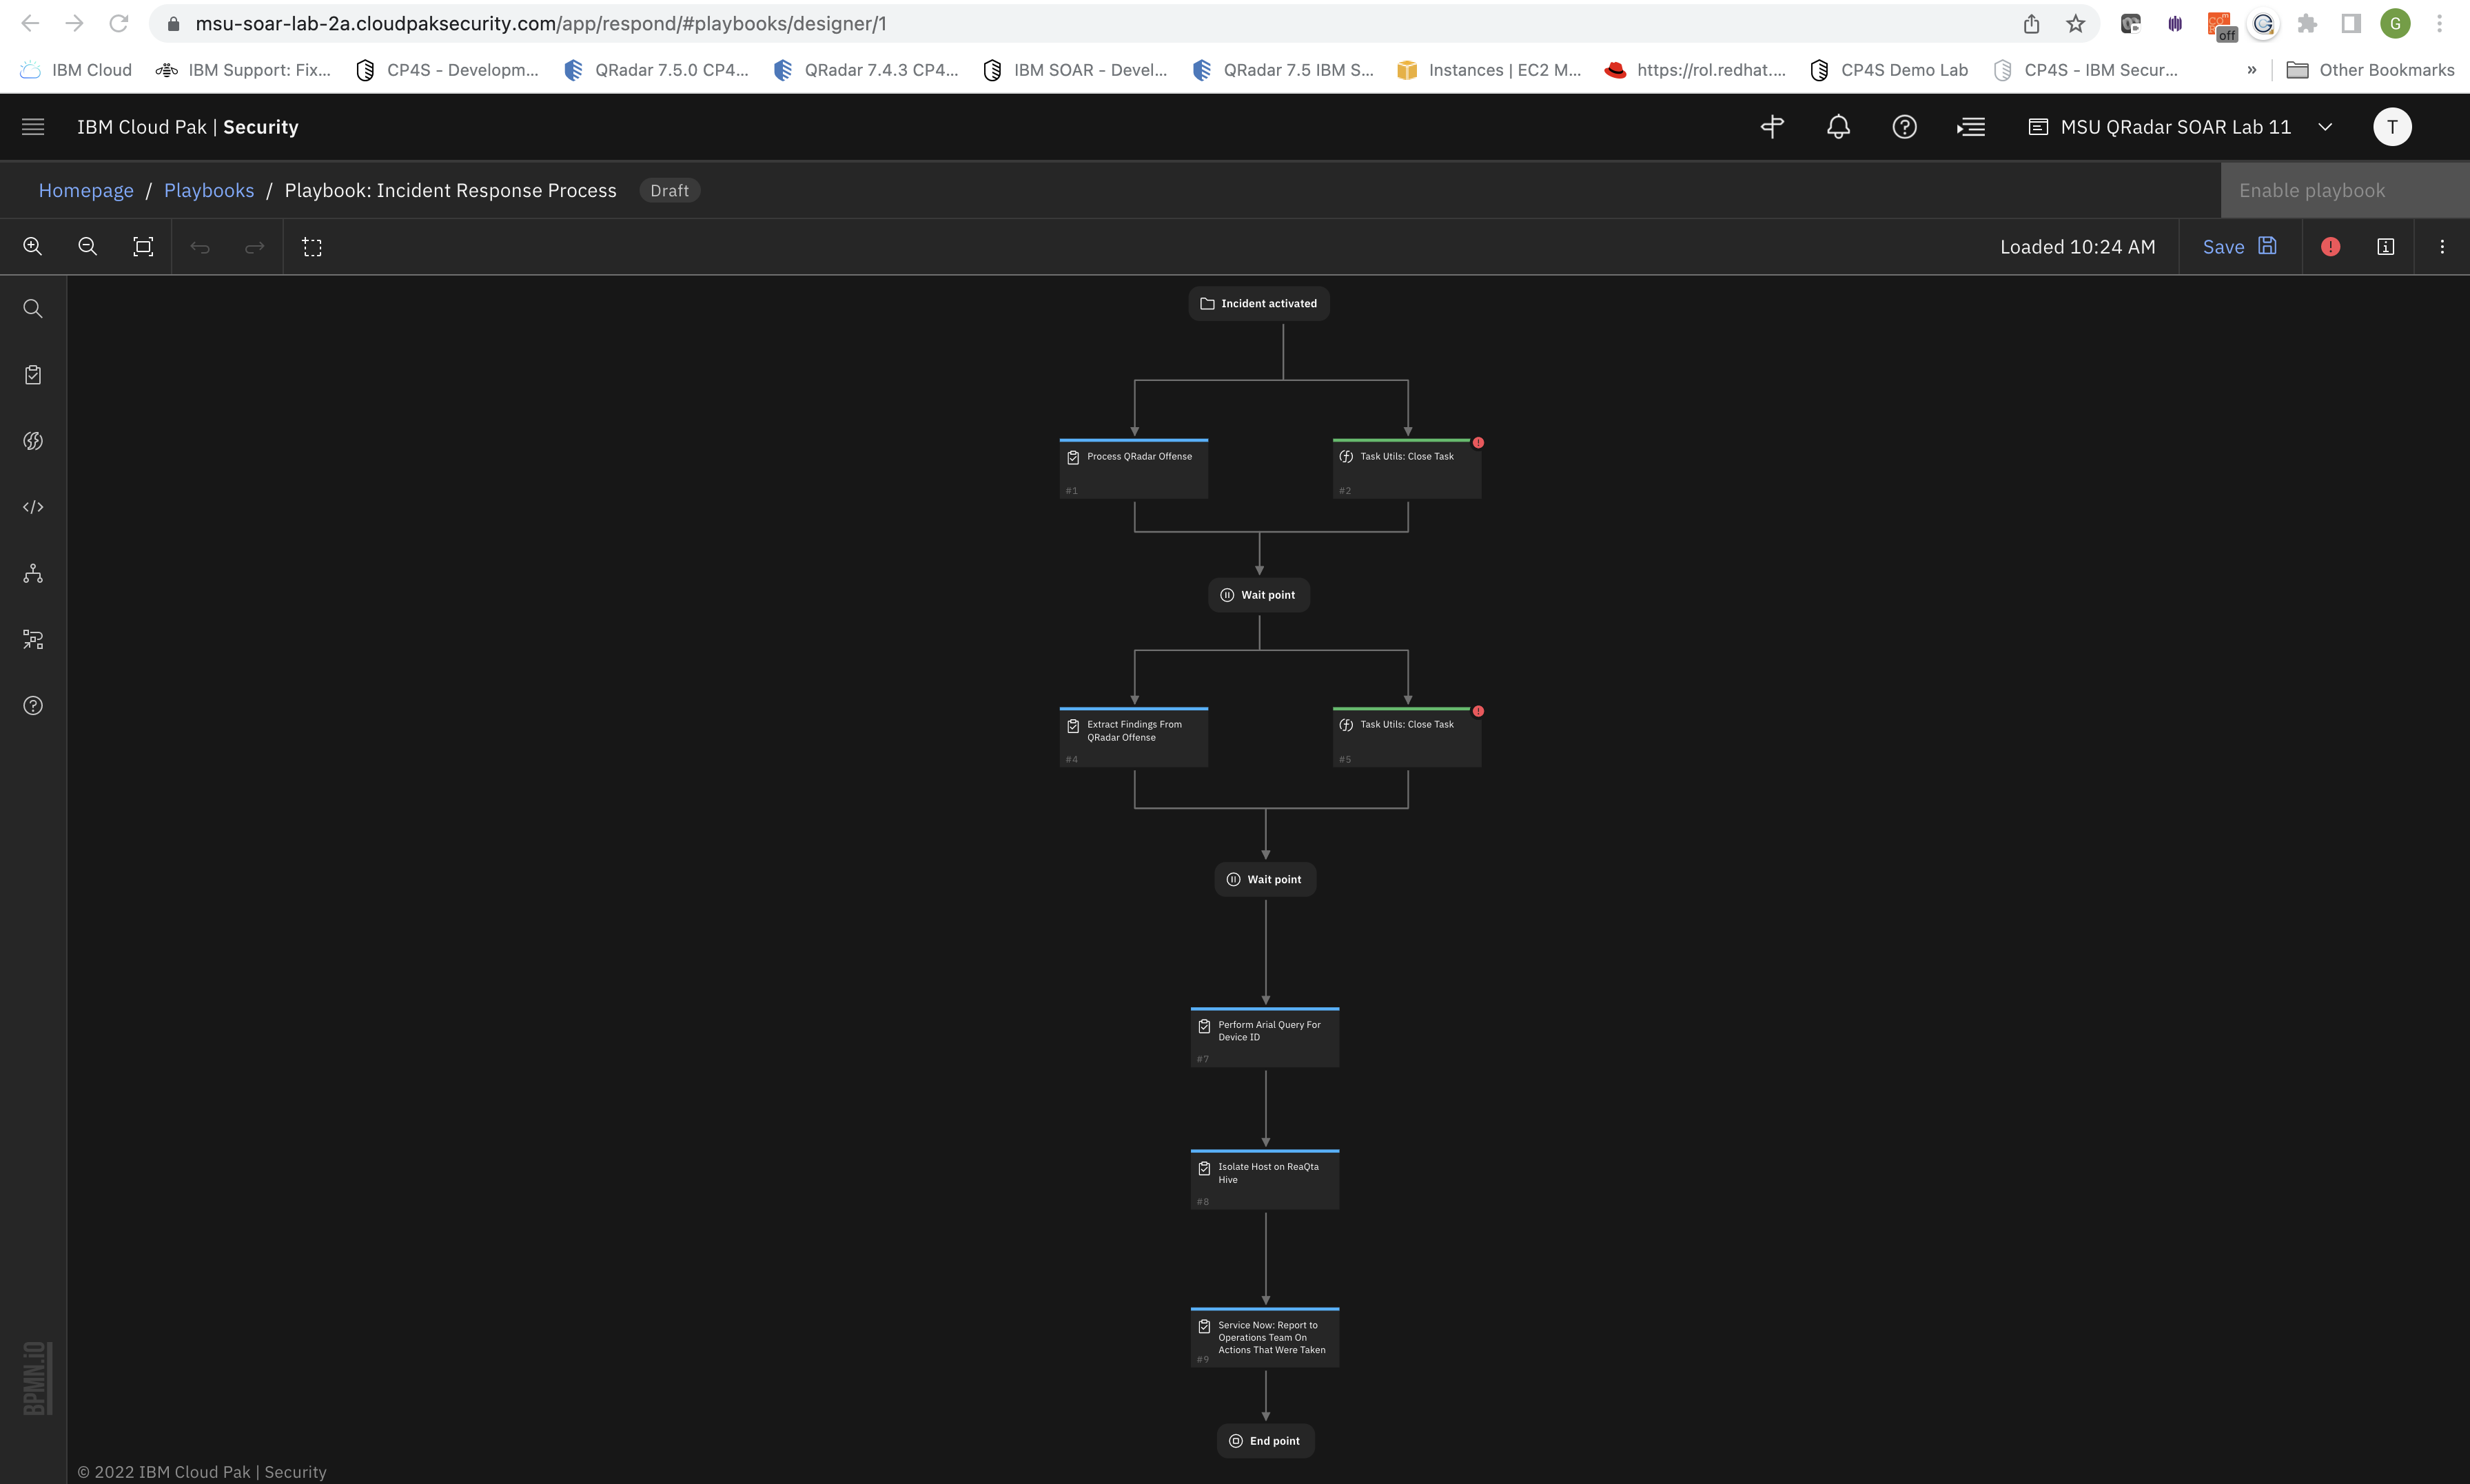 msu-soar-lab-2a.cloudpaksecurity.com/app/respond/#playbooks/designer/1
off
G
IBM Cloud
IBM Support: Fix...
CP4S - Developm...
QRadar 7.5.0 CP4...
QRadar 7.4.3 CP4...
IBM SOAR - Devel...
QRadar 7.5 IBM S...
Instances | EC2 M...
https://rol.redhat....
CP4S Demo Lab
CP4S - IBM Secur...
»
Other Bookmarks
IBM Cloud Pak | Security
MSU QRadar SOAR Lab 11
T
Homepage / Playbooks / Playbook: Incident Response Process
Draft
Enable playbook
Loaded 10:24 AM
Save
Incident activated
Process QRadar Offense
#1
Task Utils: Close Task
#2
Wait point
Extract Findings From
QRadar Offense
#4
Task Utils: Close Task
#5
Wait point
Perform Arial Query For
Device ID
#7
Isolate Host on ReaQta
Hive
#8
Service Now: Report to
Operations Team On
Actions That Were Taken
#9
End point
BPMN.iO
© 2022 IBM Cloud Pak | Security